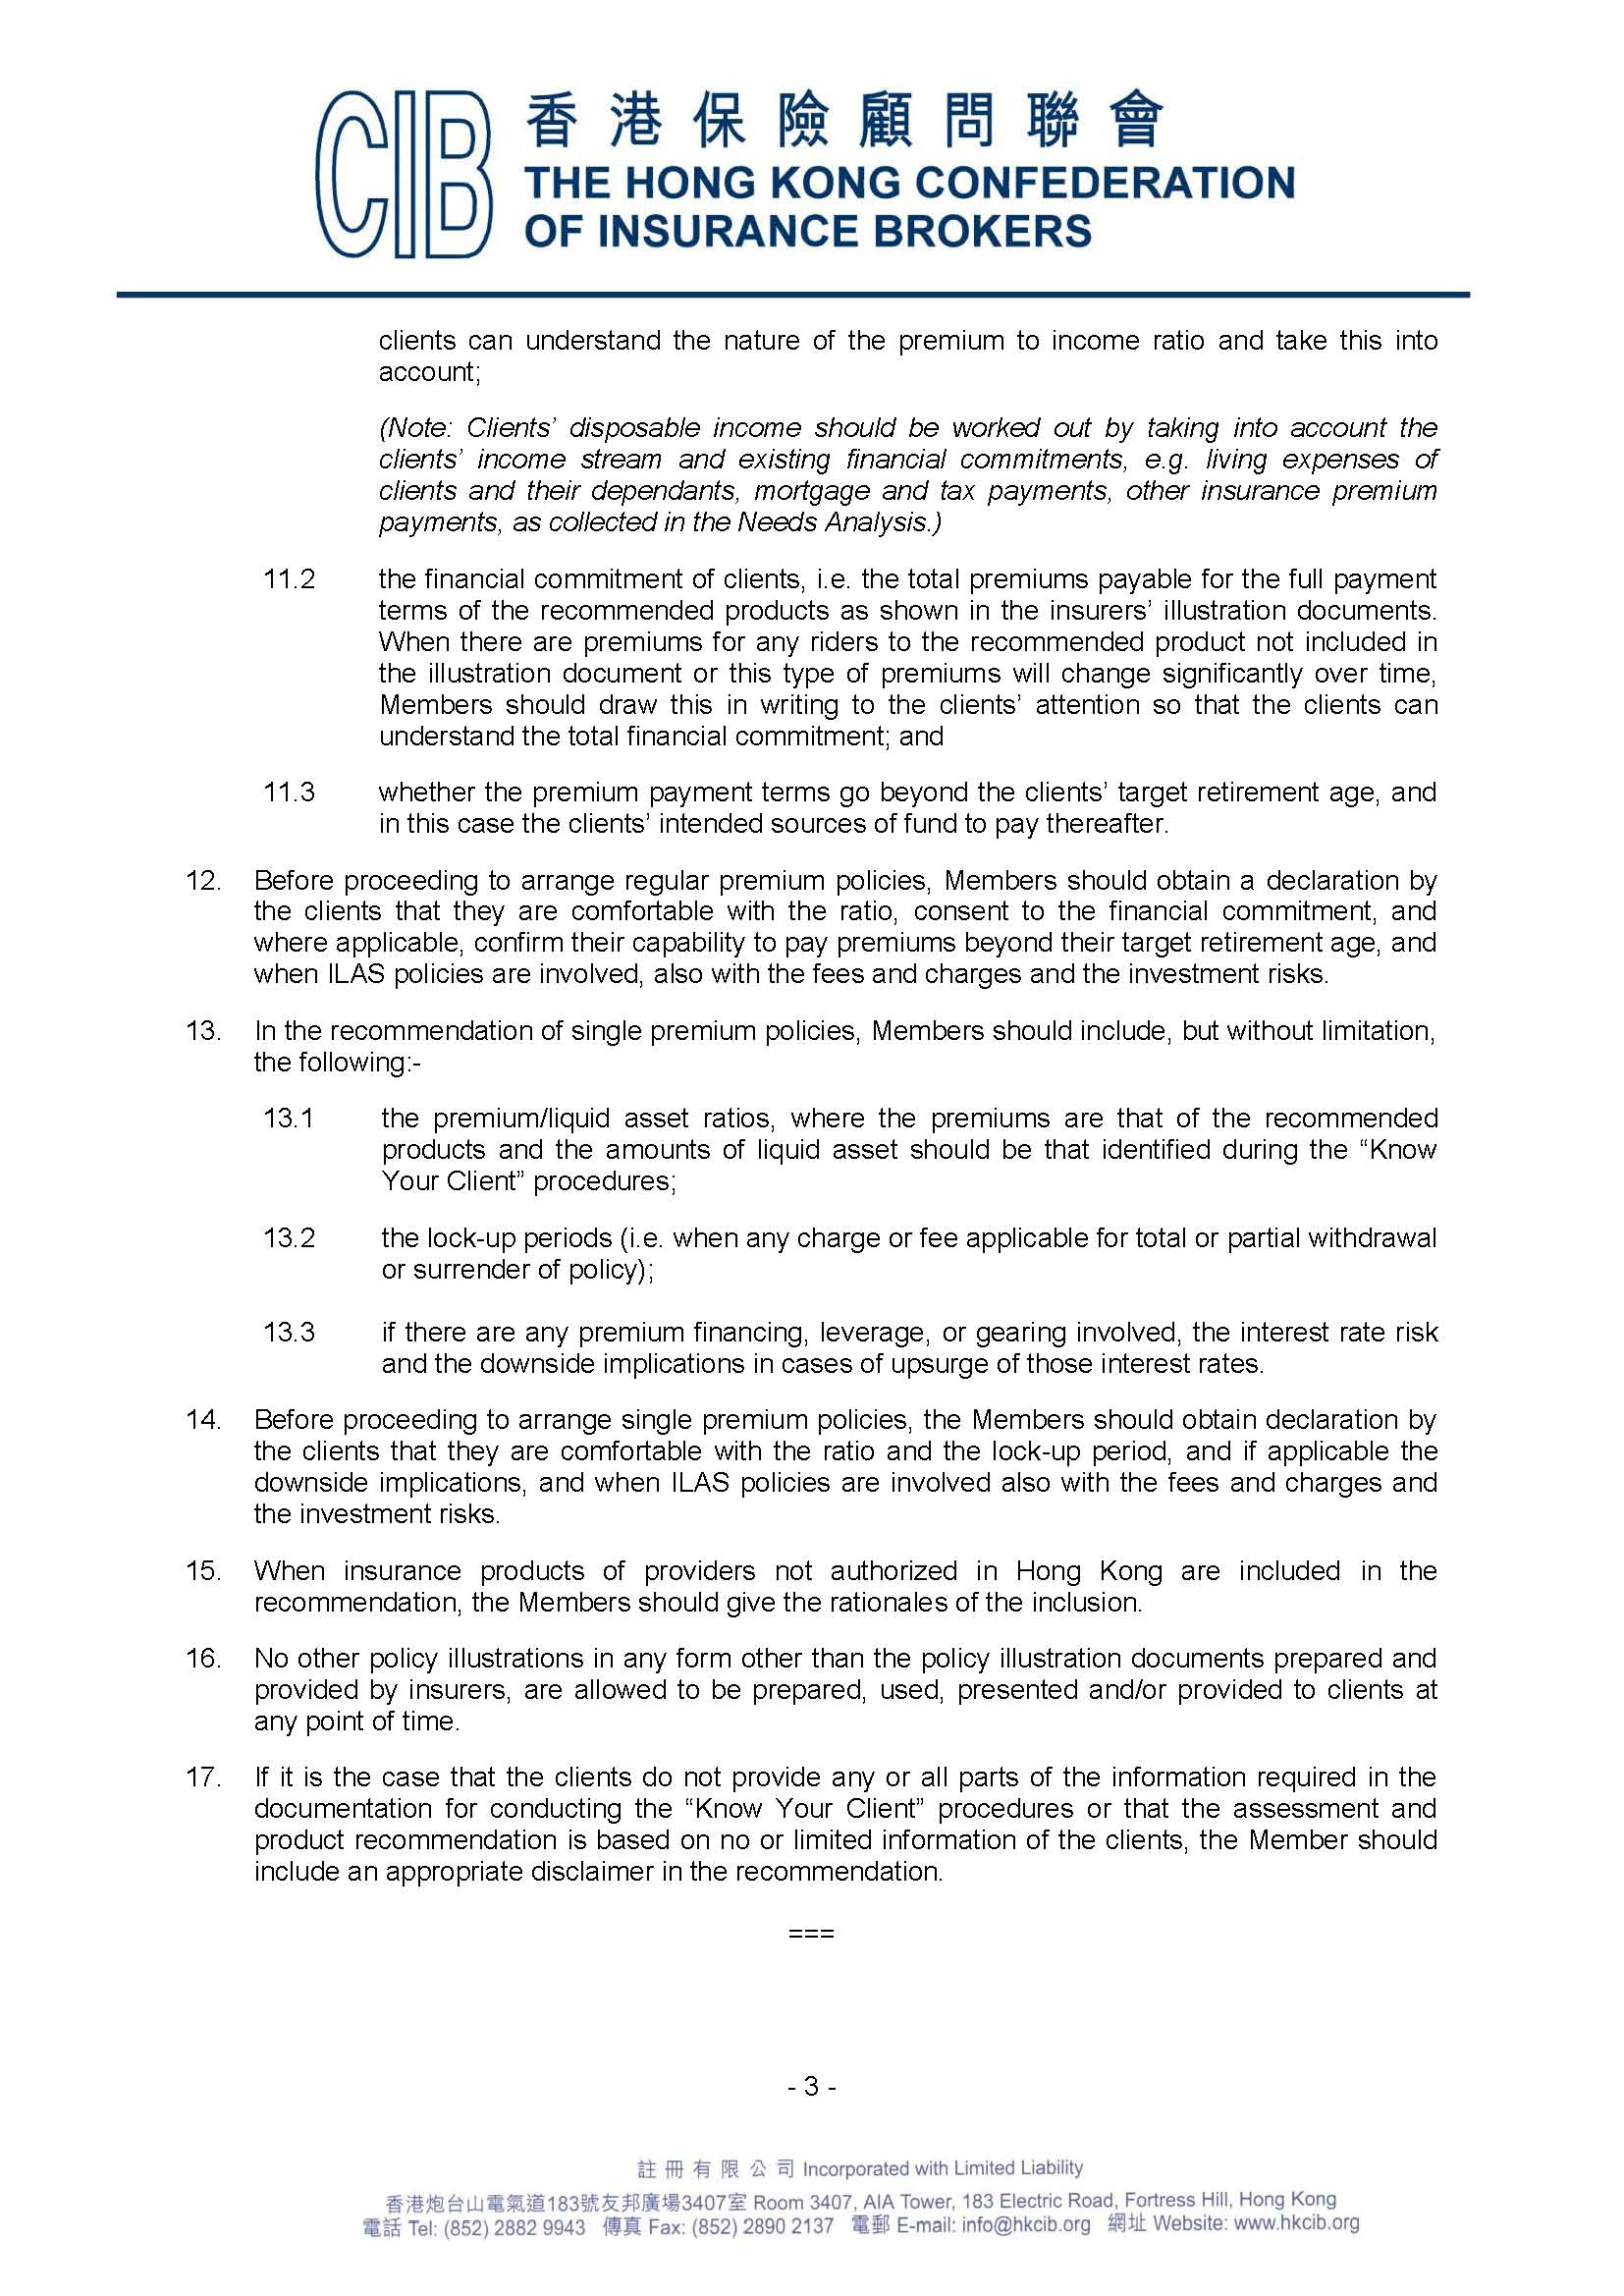 CIB 香港保險顧問聯會
THE HONG KONG CONFEDERATION
OF INSURANCE BROKERS
clients can understand the nature of the premium to income ratio and take this into
account;
(Note: Clients’ disposable income should be worked out by taking into account the
clients’ income stream and existing financial commitments, e.g. living expenses of
clients and their dependants, mortgage and tax payments, other insurance premium
payments, as collected in the Needs Analysis.)
11.2 the financial commitment of clients, i.e. the total premiums payable for the full payment
terms of the recommended products as shown in the insurers’ illustration documents.
When there are premiums for any riders to the recommended product not included in
the illustration document or this type of premiums will change significantly over time,
Members should draw this in writing to the clients’ attention so that the clients can
understand the total financial commitment; and
11.3 whether the premium payment terms go beyond the clients’ target retirement age, and
in this case the clients’ intended sources of fund to pay thereafter.
12. Before proceeding to arrange regular premium policies, Members should obtain a declaration by
the clients that they are comfortable with the ratio, consent to the financial commitment, and
where applicable, confirm their capability to pay premiums beyond their target retirement age, and
when ILAS policies are involved, also with the fees and charges and the investment risks.
13. In the recommendation of single premium policies, Members should include, but without limitation,
the following:-
13.1 the premium/liquid asset ratios, where the premiums are that of the recommended
products and the amounts of liquid asset should be that identified during the “Know
Your Client” procedures;
13.2 the lock-up periods (i.e. when any charge or fee applicable for total or partial withdrawal
or surrender of policy);
13.3 if there are any premium financing, leverage, or gearing involved, the interest rate risk
and the downside implications in cases of upsurge of those interest rates.
14. Before proceeding to arrange single premium policies, the Members should obtain declaration by
the clients that they are comfortable with the ratio and the lock-up period, and if applicable the
downside implications, and when ILAS policies are involved also with the fees and charges and
the investment risks.
15. When insurance products of providers not authorized in Hong Kong are included in the
recommendation, the Members should give the rationales of the inclusion.
16. No other policy illustrations in any form other than the policy illustration documents prepared and
provided by insurers, are allowed to be prepared, used, presented and/or provided to clients at
any point of time.
17. If it is the case that the clients do not provide any or all parts of the information required in the
documentation for conducting the “Know Your Client” procedures or that the assessment and
product recommendation is based on no or limited information of the clients, the Member should
include an appropriate disclaimer in the recommendation.
===
- 3 -
註冊有限公司 Incorporated with Limited Liability
香港炮台山電氣道183號友邦廣場3407室 Room 3407, AIA Tower, 183 Electric Road, Fortress Hill, Hong Kong
電話 Tel: (852) 2882 9943 傳真 Fax: (852) 2890 2137 電郵 E-mail: info@hkcib.org 網址 Website: www.hkcib.org